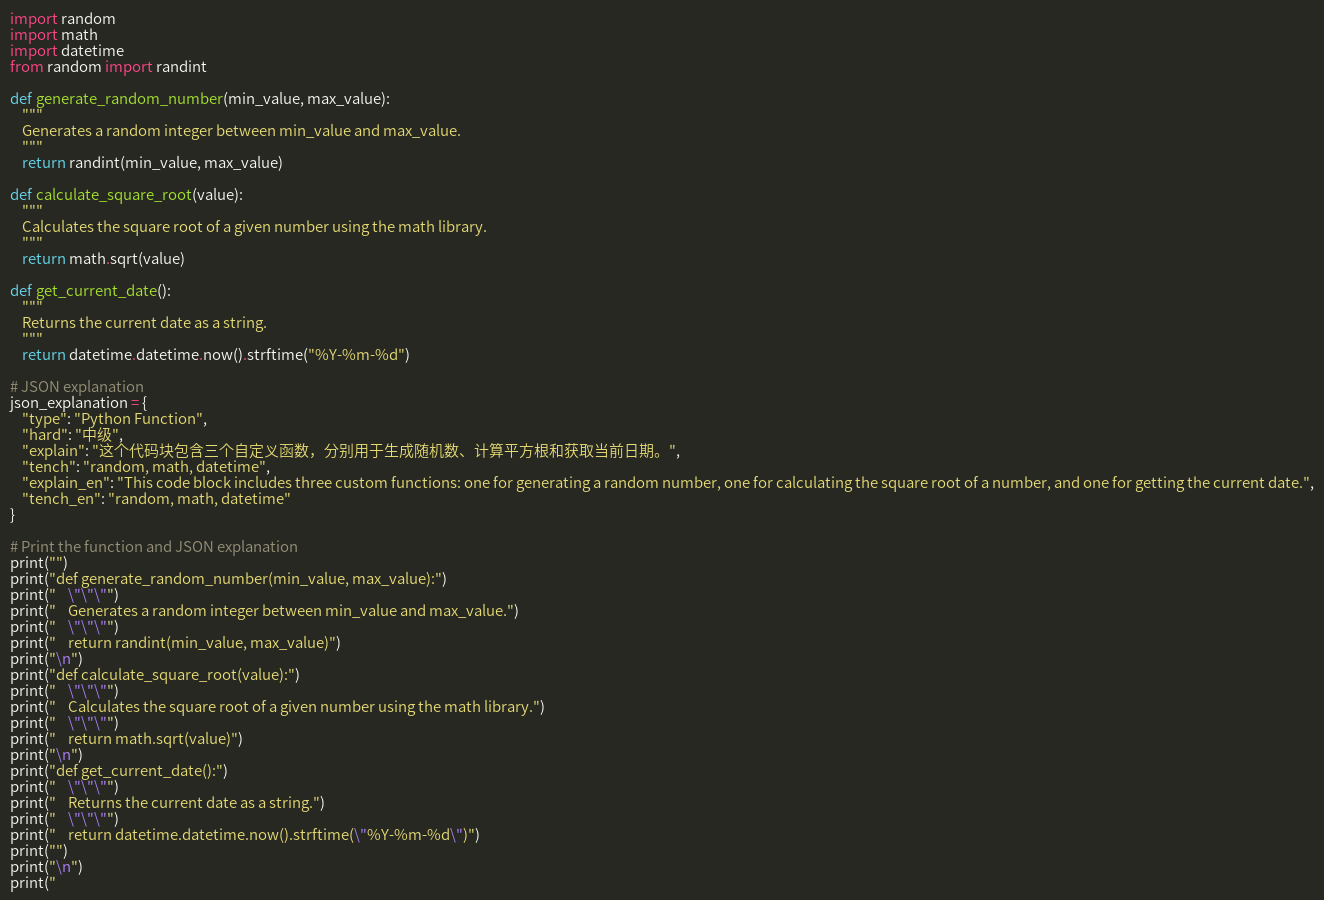 import random
import math
import datetime
from random import randint

def generate_random_number(min_value, max_value):
    """
    Generates a random integer between min_value and max_value.
    """
    return randint(min_value, max_value)

def calculate_square_root(value):
    """
    Calculates the square root of a given number using the math library.
    """
    return math.sqrt(value)

def get_current_date():
    """
    Returns the current date as a string.
    """
    return datetime.datetime.now().strftime("%Y-%m-%d")

# JSON explanation
json_explanation = {
    "type": "Python Function",
    "hard": "中级",
    "explain": "这个代码块包含三个自定义函数，分别用于生成随机数、计算平方根和获取当前日期。",
    "tench": "random, math, datetime",
    "explain_en": "This code block includes three custom functions: one for generating a random number, one for calculating the square root of a number, and one for getting the current date.",
    "tench_en": "random, math, datetime"
}

# Print the function and JSON explanation
print("")
print("def generate_random_number(min_value, max_value):")
print("    \"\"\"")
print("    Generates a random integer between min_value and max_value.")
print("    \"\"\"")
print("    return randint(min_value, max_value)")
print("\n")
print("def calculate_square_root(value):")
print("    \"\"\"")
print("    Calculates the square root of a given number using the math library.")
print("    \"\"\"")
print("    return math.sqrt(value)")
print("\n")
print("def get_current_date():")
print("    \"\"\"")
print("    Returns the current date as a string.")
print("    \"\"\"")
print("    return datetime.datetime.now().strftime(\"%Y-%m-%d\")")
print("")
print("\n")
print("